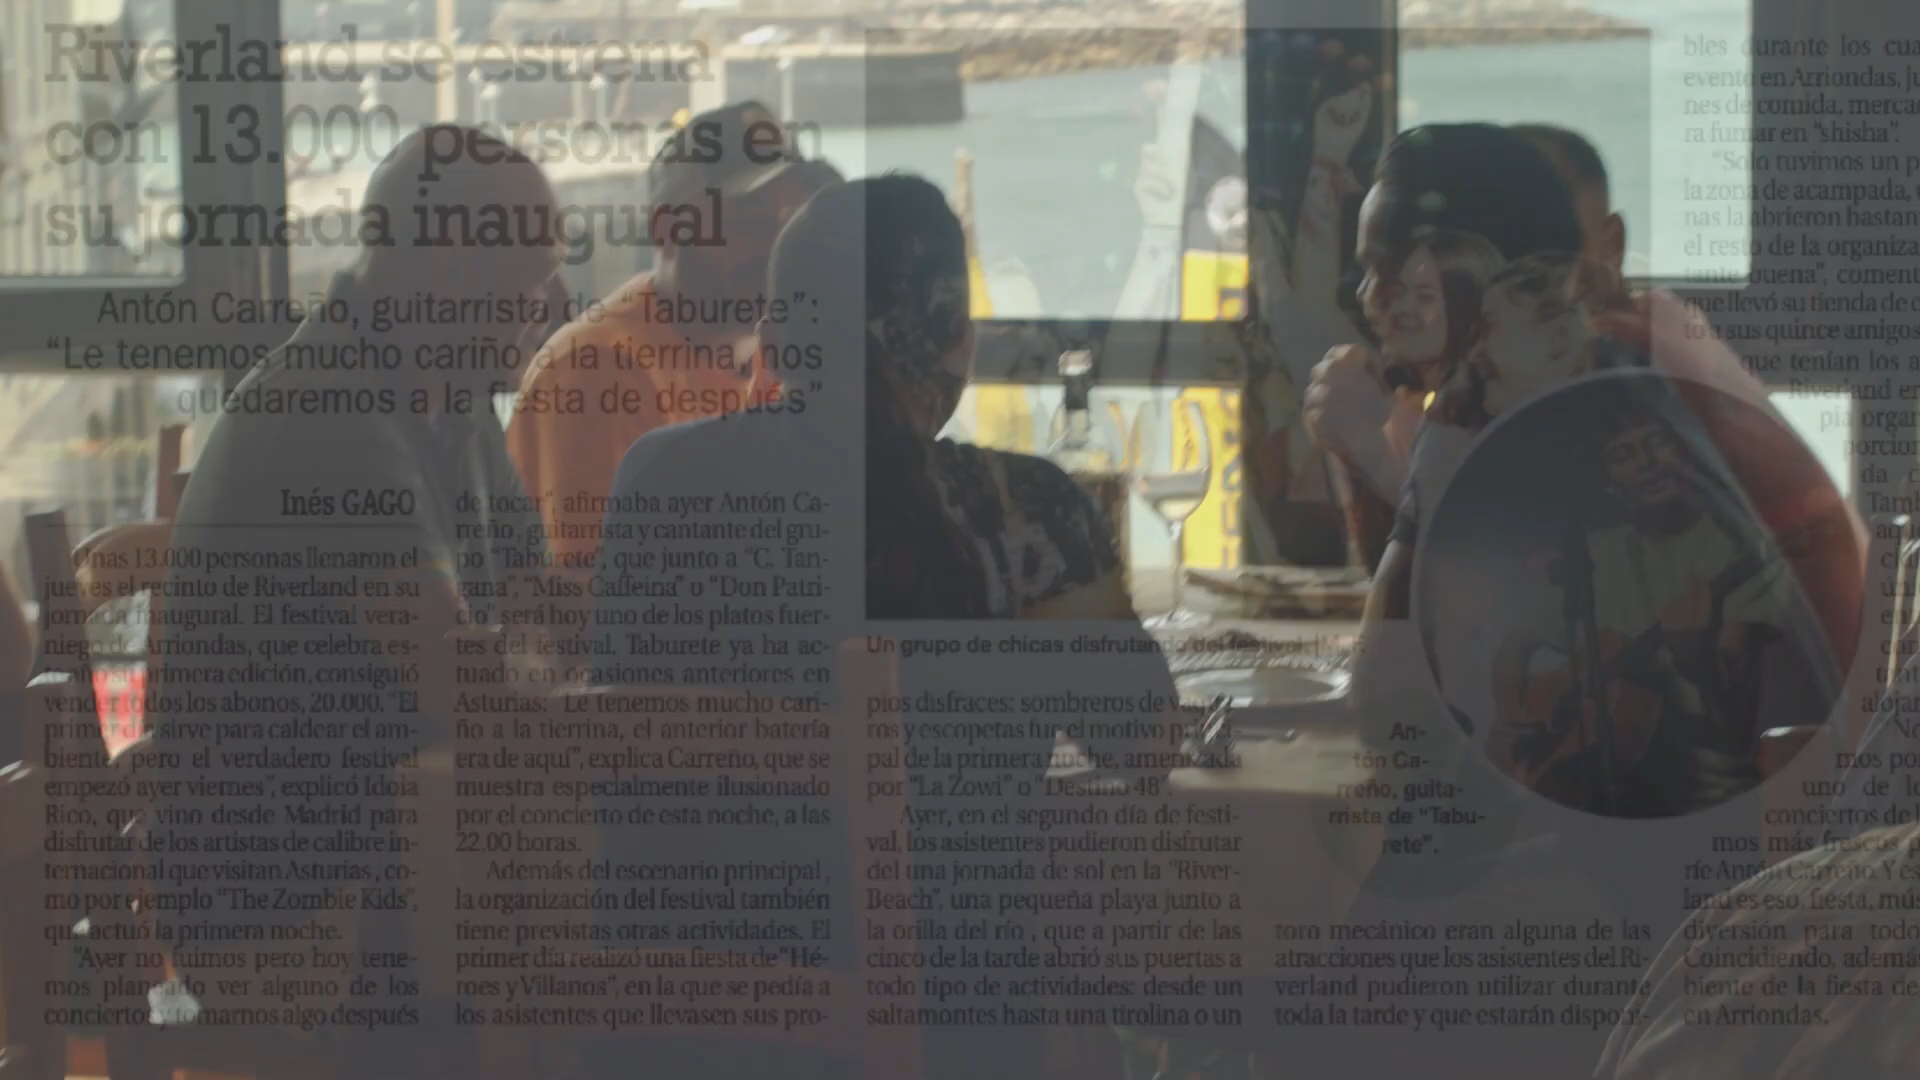 Riverland se estrena
con 13.000 personas en
su jornada inaugural
Antón Carreño, guitarrista de “Taburete”:
“Le tenemos mucho cariño a la tierrina, nos
quedaremos a la fiesta de después”
Inés GAGO
Unas 13.000 personas llenaron el
jueves el recinto de Riverland en su
jornada inaugural. El festival vera-
niego de Arriondas, que celebra es-
te año su primera edición, consiguió
vender todos los abonos, 20.000. “El
primer día sirve para caldear el am-
biente, pero el verdadero festival
empezó ayer viernes”, explicó Idoia
Rico, que vino desde Madrid para
disfrutar de los artistas de calibre in-
ternacional que visitan Asturias, co-
mo por ejemplo “The Zombie Kids”,
que actuó la primera noche.
“Ayer no fuimos pero hoy tene-
mos planeado ver alguno de los
conciertos y tomarnos algo después
de tocar”, afirmaba ayer Antón Ca-
rreño, guitarrista y cantante del gru-
po “Taburete”, que junto a “C. Tan-
gana”, “Miss Caffeina” o “Don Patri-
cio” será hoy uno de los platos fuer-
tes del festival. Taburete ya ha ac-
tuado en ocasiones anteriores en
Asturias: “Le tenemos mucho cari-
ño a la tierrina, el anterior batería
era de aquí”, explica Carreño, que se
muestra especialmente ilusionado
por el concierto de esta noche, a las
22.00 horas.
Además del escenario principal,
la organización del festival también
tiene previstas otras actividades. El
primer día realizó una fiesta de “Hé-
roes y Villanos”, en la que se pedía a
los asistentes que llevasen sus pro-
Un grupo de chicas disfrutando del festival. | M.
pios disfraces: sombreros de vaque-
ros y escopetas fue el motivo princi-
pal de la primera noche, amenizada
por “La Zowi” o “Destino 48”.
Ayer, en el segundo día de festi-
val, los asistentes pudieron disfrutar
del una jornada de sol en la “River-
Beach”, una pequeña playa junto a
la orilla del río, que a partir de las
cinco de la tarde abrió sus puertas a
todo tipo de actividades: desde un
saltamontes hasta una tirolina o un
An-
tón Ca-
rreño, guita-
rrista de “Tabu-
rete”.
toro mecánico eran alguna de las
atracciones que los asistentes del Ri-
verland pudieron utilizar durante
toda la tarde y que estarán disponi-
bles durante los
evento en Arriondas,
nes de comida,
ra fumar en “shisha”.
“Solo tuvimos un
la zona de acampada,
nas la abrieron
el resto de la
tante buena”,
que llevó su tienda de
to a sus quince amigos
que tenían los
Riverland
mos
uno de
conciertos de
mos más frescos
ríe Antón Carreño. Y
land es eso, fiesta,
diversión para
Coincidiendo,
biente de la fiesta
en Arriondas.